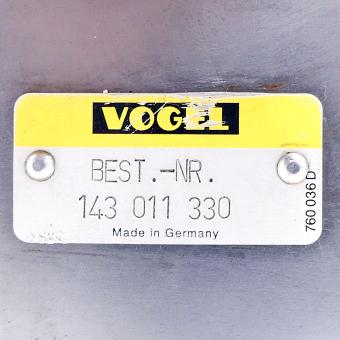 VOGEL
BEST.-NR.
143 011 330
Made in Germany
760 036 D